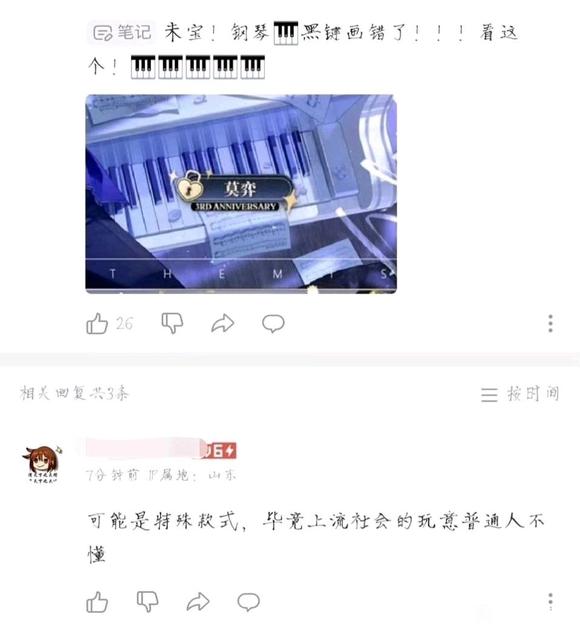 笔记 朱宝！钢琴🎹黑键画错了！！！看这
个！🎹🎹🎹🎹🎹
莫弈
3RD ANNIVERSARY
THEMIS
26
相关回复共3条 按时间
7分钟前 IP属地：山东
可能是特殊款式，毕竟上流社会的玩意普通人不
懂